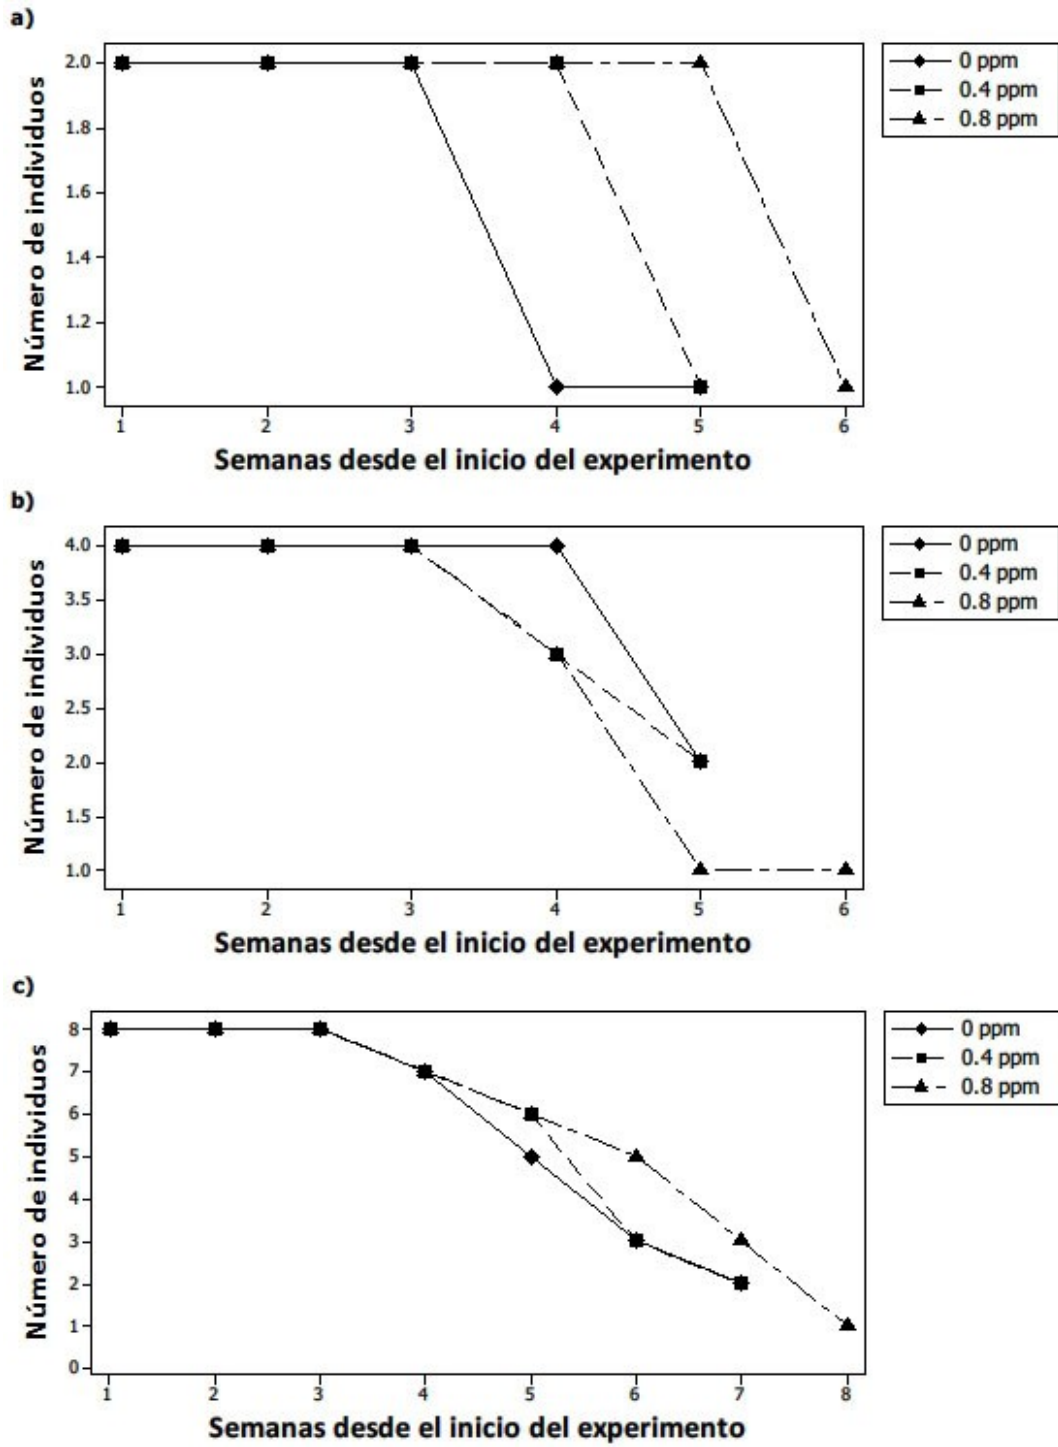 a)
Número de individuos
2.0
1.8
1.6
1.4
1.2
1.0
1 2 3 4 5 6
Semanas desde el inicio del experimento
0 ppm
0.4 ppm
0.8 ppm
b)
Número de individuos
4.0
3.5
3.0
2.5
2.0
1.5
1.0
1 2 3 4 5 6
Semanas desde el inicio del experimento
0 ppm
0.4 ppm
0.8 ppm
c)
Número de individuos
8
7
6
5
4
3
2
1
0
1 2 3 4 5 6 7 8
Semanas desde el inicio del experimento
0 ppm
0.4 ppm
0.8 ppm